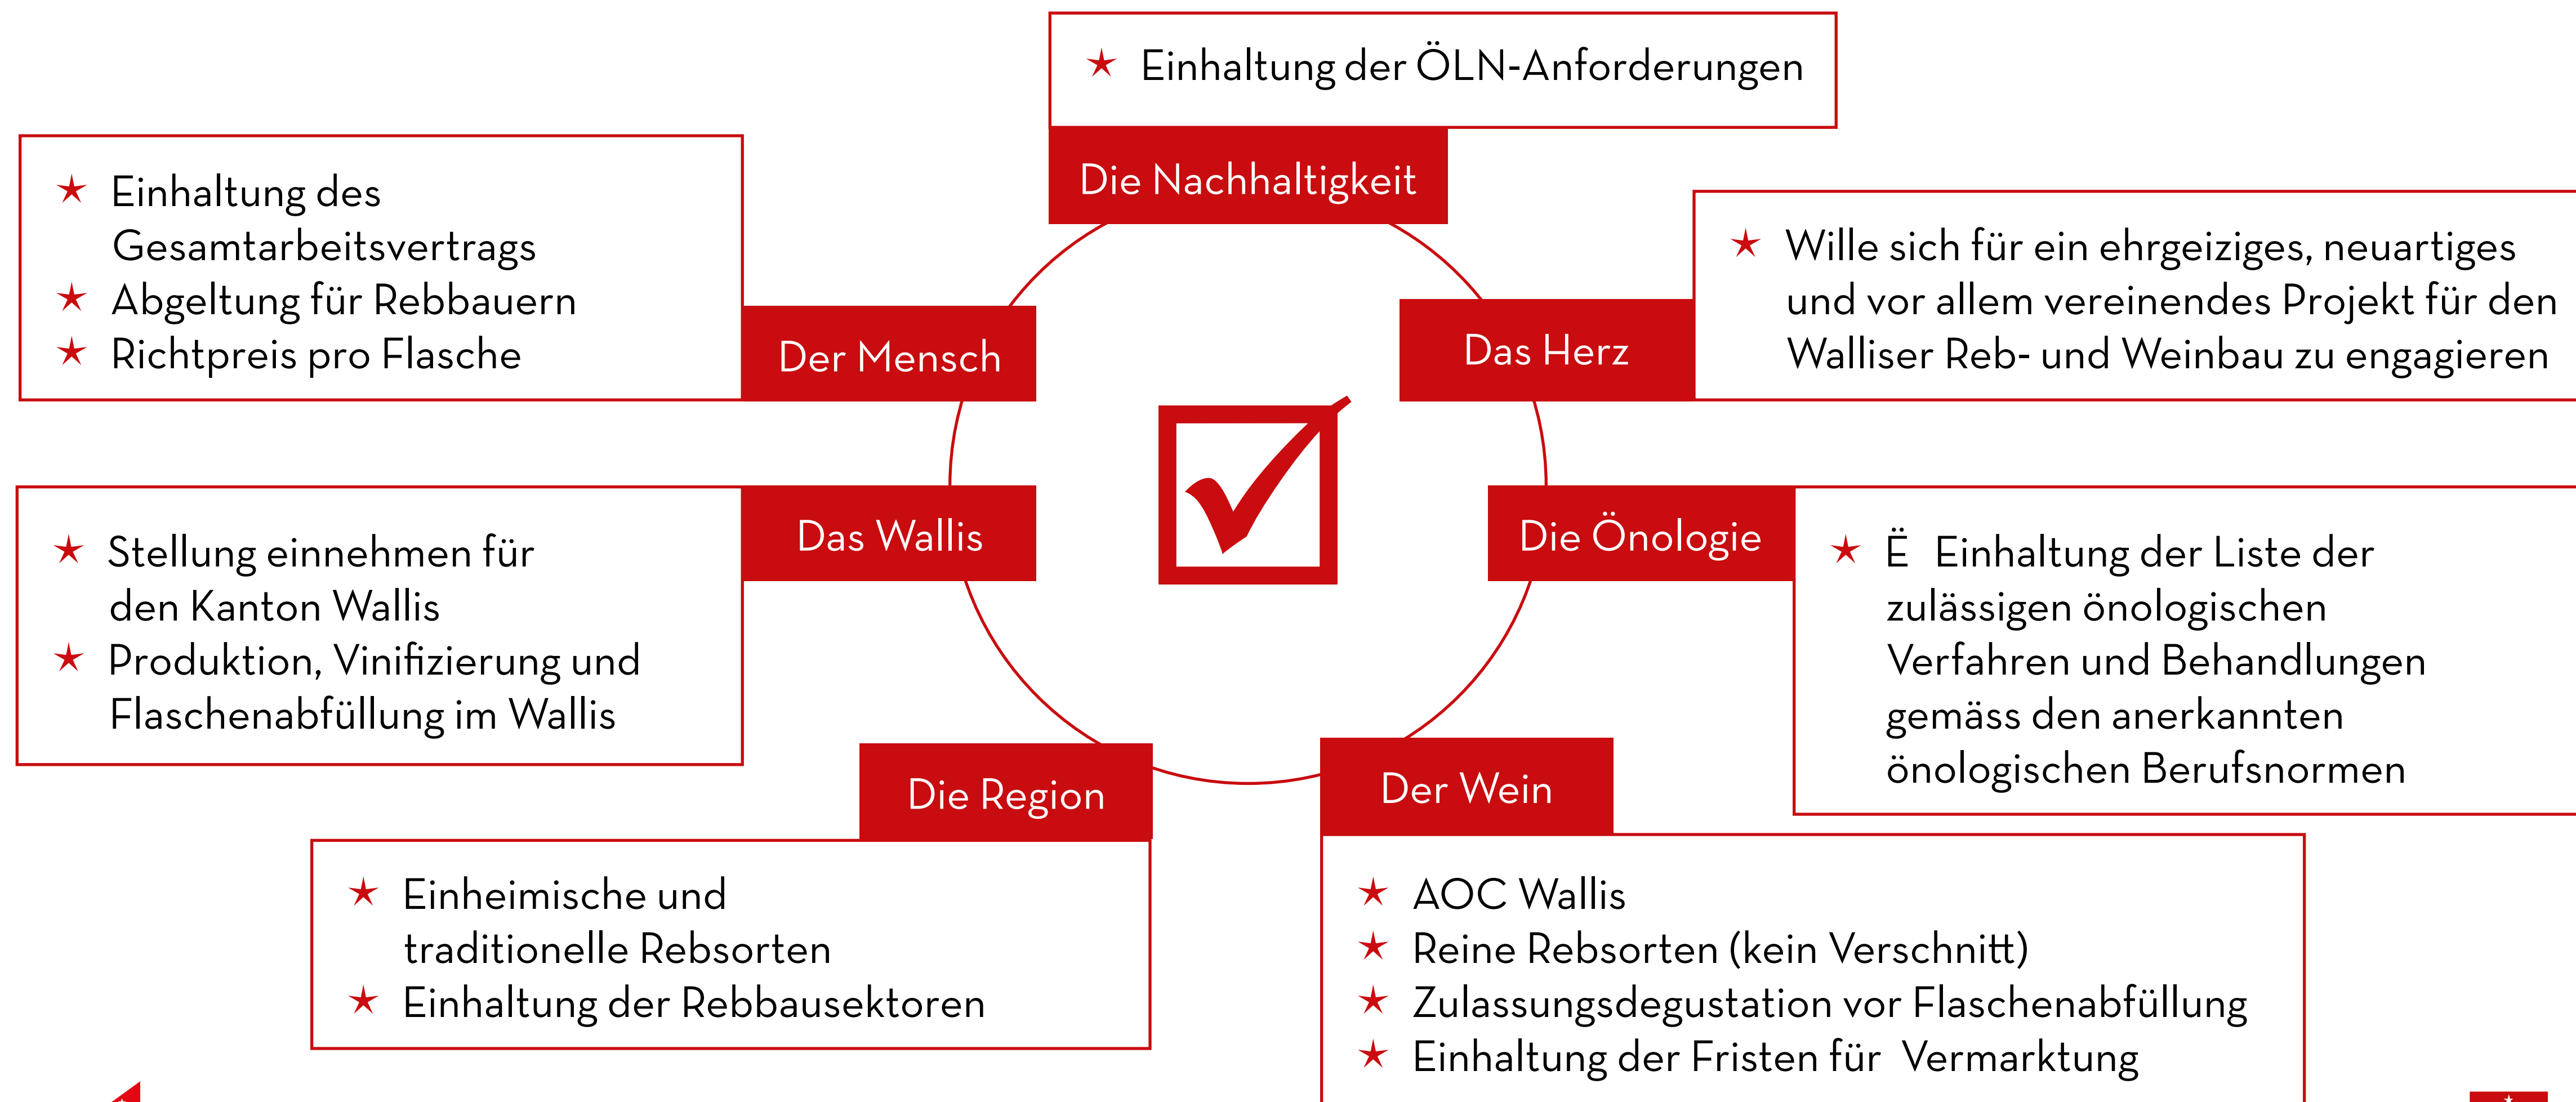 Einhaltung der ÖLN-Anforderungen
Die Nachhaltigkeit
Einhaltung des
Gesamtarbeitsvertrags
Abgeltung für Rebbauern
Richtpreis pro Flasche
Der Mensch
Das Herz
Wille sich für ein ehrgeiziges, neuartiges
und vor allem vereinendes Projekt für den
Walliser Reb- und Weinbau zu engagieren
Stellung einnehmen für
den Kanton Wallis
Produktion, Vinifizierung und
Flaschenabfüllung im Wallis
Das Wallis
Die Önologie
Ë Einhaltung der Liste der
zulässigen önologischen
Verfahren und Behandlungen
gemäss den anerkannten
önologischen Berufsnormen
Die Region
Einheimische und
traditionelle Rebsorten
Einhaltung der Rebbausektoren
Der Wein
AOC Wallis
Reine Rebsorten (kein Verschnitt)
Zulassungsdegustation vor Flaschenabfüllung
Einhaltung der Fristen für Vermarktung